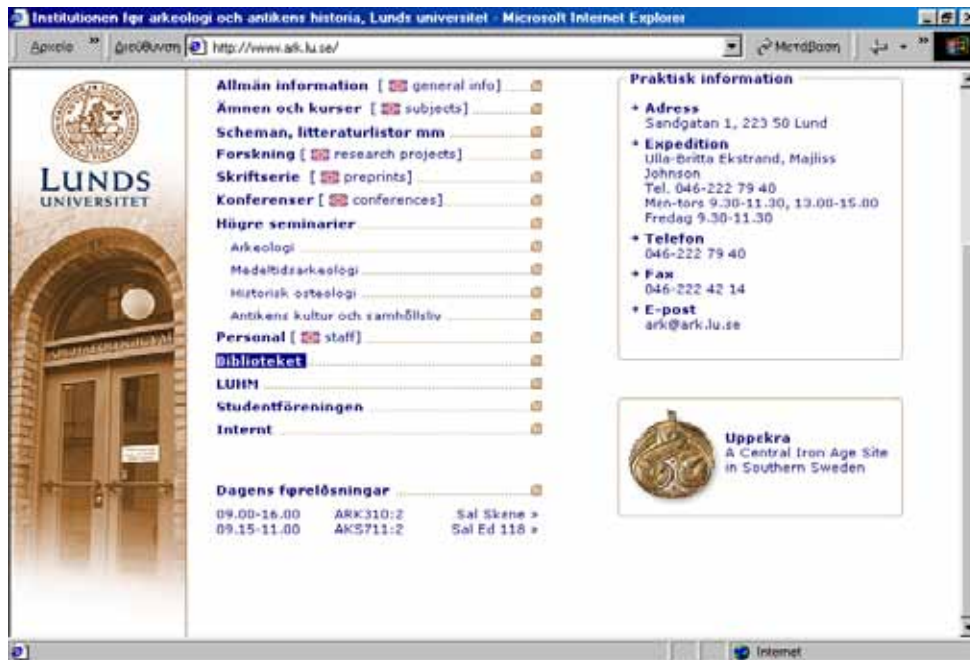 Institutionen fψr arkeologi och antikens historia, Lunds universitet - Microsoft Internet Explorer
Αρχείο » Διεύθυνση http://www.ark.lu.se/ Μετάβαση »
LUNDS
UNIVERSITET
Allmän information [ general info]
Ämnen och kurser [ subjects]
Scheman, litteraturlistor mm
Forskning [ research projects]
Skriftserie [ preprints]
Konferenser [ conferences]
Högre seminarier
Arkeologi
Medeltidsarkeologi
Historisk osteologi
Antikens kultur och samhδllsliv
Personal [ staff]
Biblioteket
LUHM
Studentföreningen
Internt
Dagens fψrelδsningar
09.00-16.00 ARK310:2 Sal Skene »
09.15-11.00 AKS711:2 Sal Ed 118 »
Praktisk information
Adress
Sandgatan 1, 223 50 Lund
Expedition
Ulla-Britta Ekstrand, Majliss
Johnson
Tel. 046-222 79 40
Mån-tors 9.30-11.30, 13.00-15.00
Fredag 9.30-11.30
Telefon
046-222 79 40
Fax
046-222 42 14
E-post
ark@ark.lu.se
Uppåkra
A Central Iron Age Site
in Southern Sweden
Internet